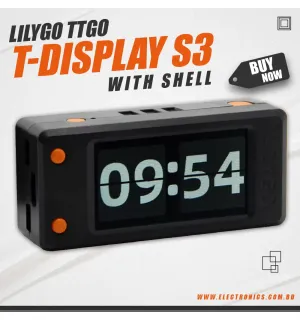 LILYGO TTGO
T-DISPLAY S3
WITH SHELL
BUY
NOW
09:54
WWW.ELECTRONICS.COM.BD